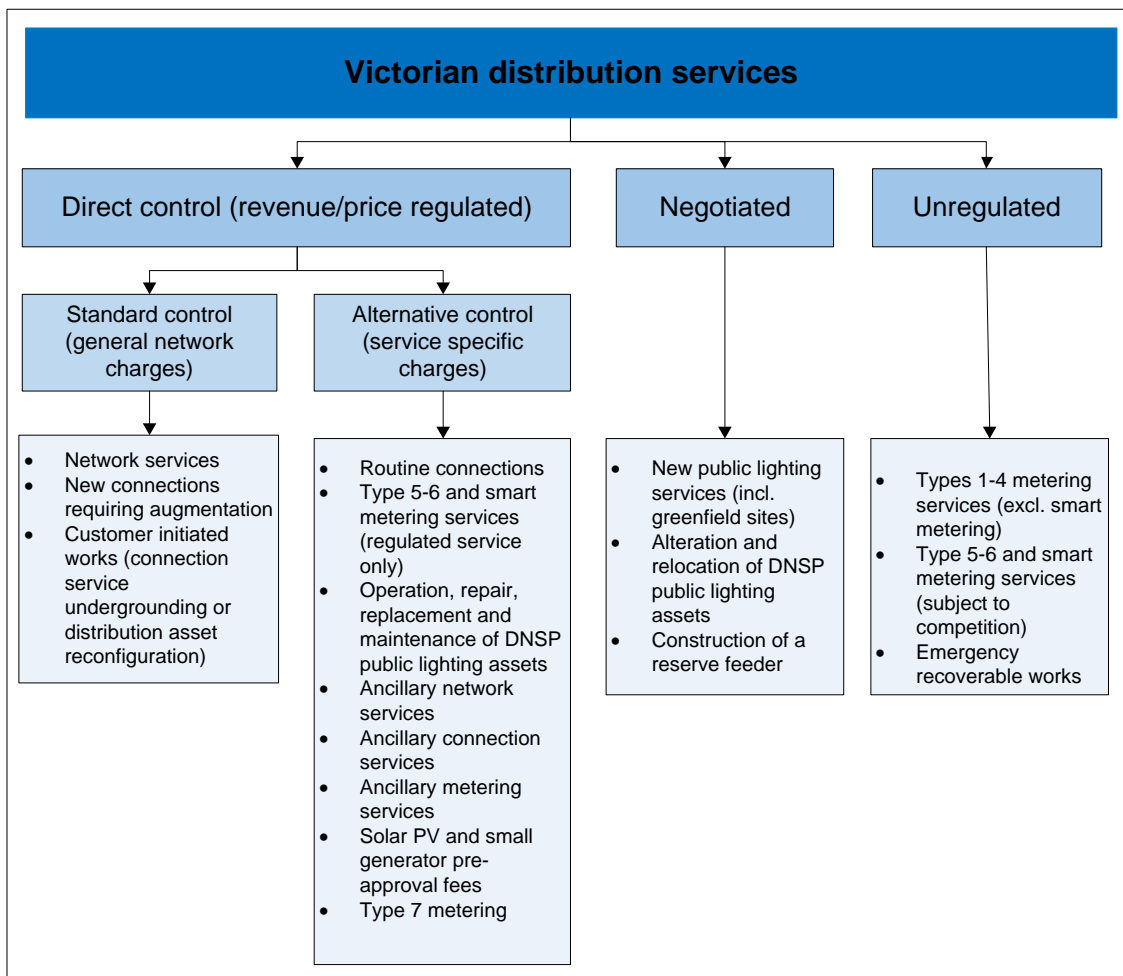 Victorian distribution services
Direct control (revenue/price regulated)
Negotiated
Unregulated
Standard control
(general network
charges)
Alternative control
(service specific
charges)
• Network services
• New connections
requiring augmentation
• Customer initiated
works (connection
service
undergrounding or
distribution asset
reconfiguration)
• Routine connections
• Type 5-6 and smart
metering services
(regulated service
only)
• Operation, repair,
replacement and
maintenance of DNSP
public lighting assets
• Ancillary network
services
• Ancillary connection
services
• Ancillary metering
services
• Solar PV and small
generator pre-
approval fees
• Type 7 metering
• New public lighting
services (incl.
greenfield sites)
• Alteration and
relocation of DNSP
public lighting
assets
• Construction of a
reserve feeder
• Types 1-4 metering
services (excl. smart
metering)
• Type 5-6 and smart
metering services
(subject to
competition)
• Emergency
recoverable works